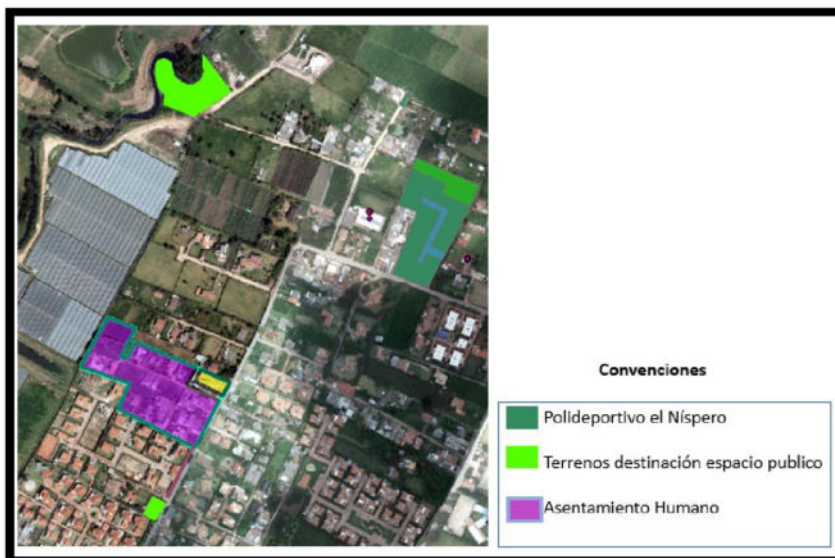 Convenciones
Polideportivo el Níspero
Terrenos destinación espacio publico
Asentamiento Humano